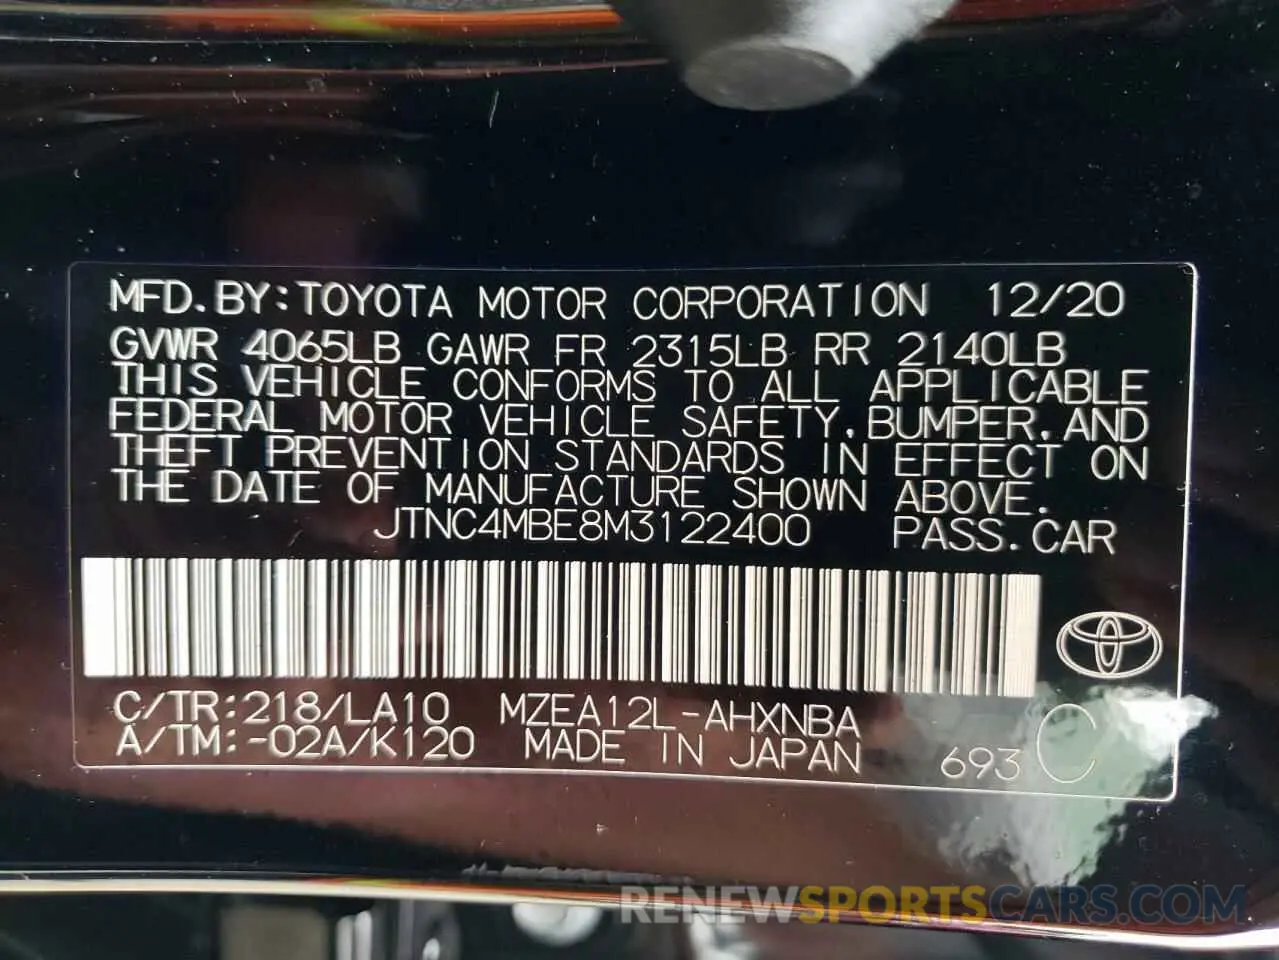 MFD.BY:TOYOTA MOTOR CORPORATION 12/20
GVWR 4065LB GAWR FR 2315LB RR 2140LB
THIS VEHICLE CONFORMS TO ALL APPLICABLE
FEDERAL MOTOR VEHICLE SAFETY,BUMPER,AND
THEFT PREVENTION STANDARDS IN EFFECT ON
THE DATE OF MANUFACTURE SHOWN ABOVE.
JTNC4MBE8M3122400 PASS.CAR
C/TR:218/LA10 MZEA12L-AHXNBA
A/TM:-02A/K120 MADE IN JAPAN 693 C
RENEWSPORTSCARS.COM